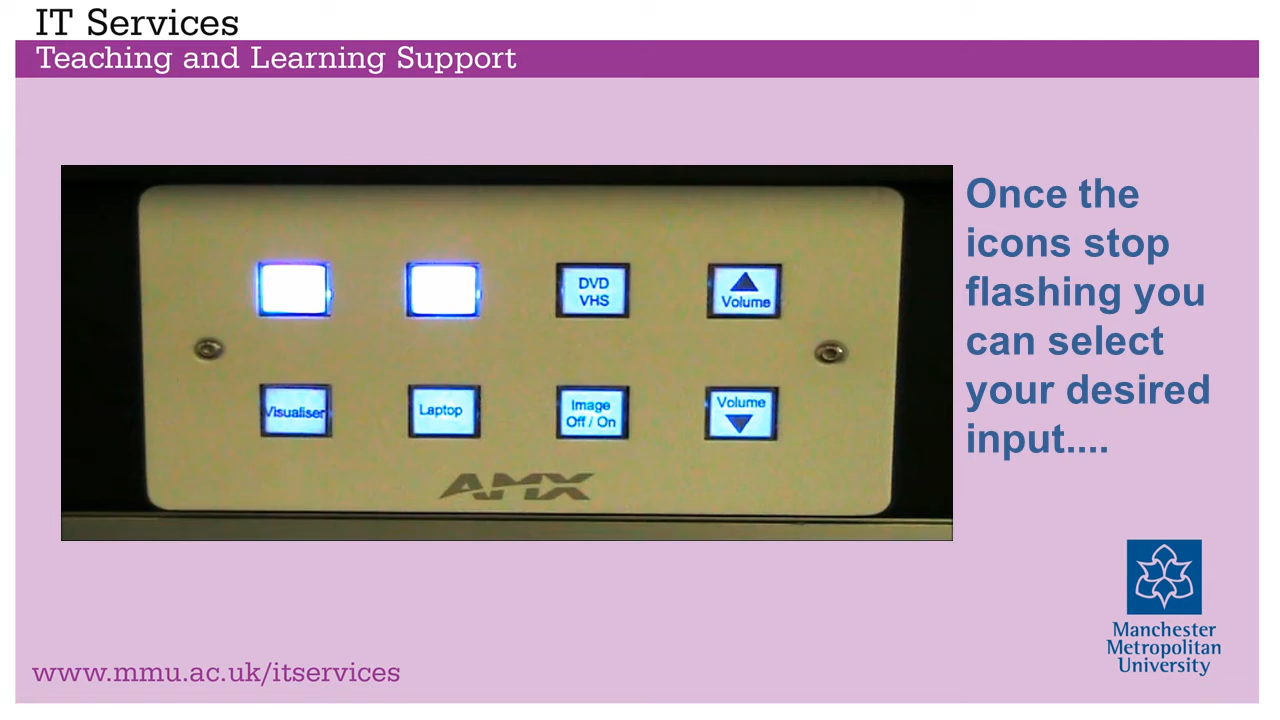 IT Services
Teaching and Learning Support
DVD
VHS
Volume
Visualiser
Laptop
Image
Off / On
Volume
AMX
Once the
icons stop
flashing you
can select
your desired
input....
Manchester
Metropolitan
University
www.mmu.ac.uk/itservices